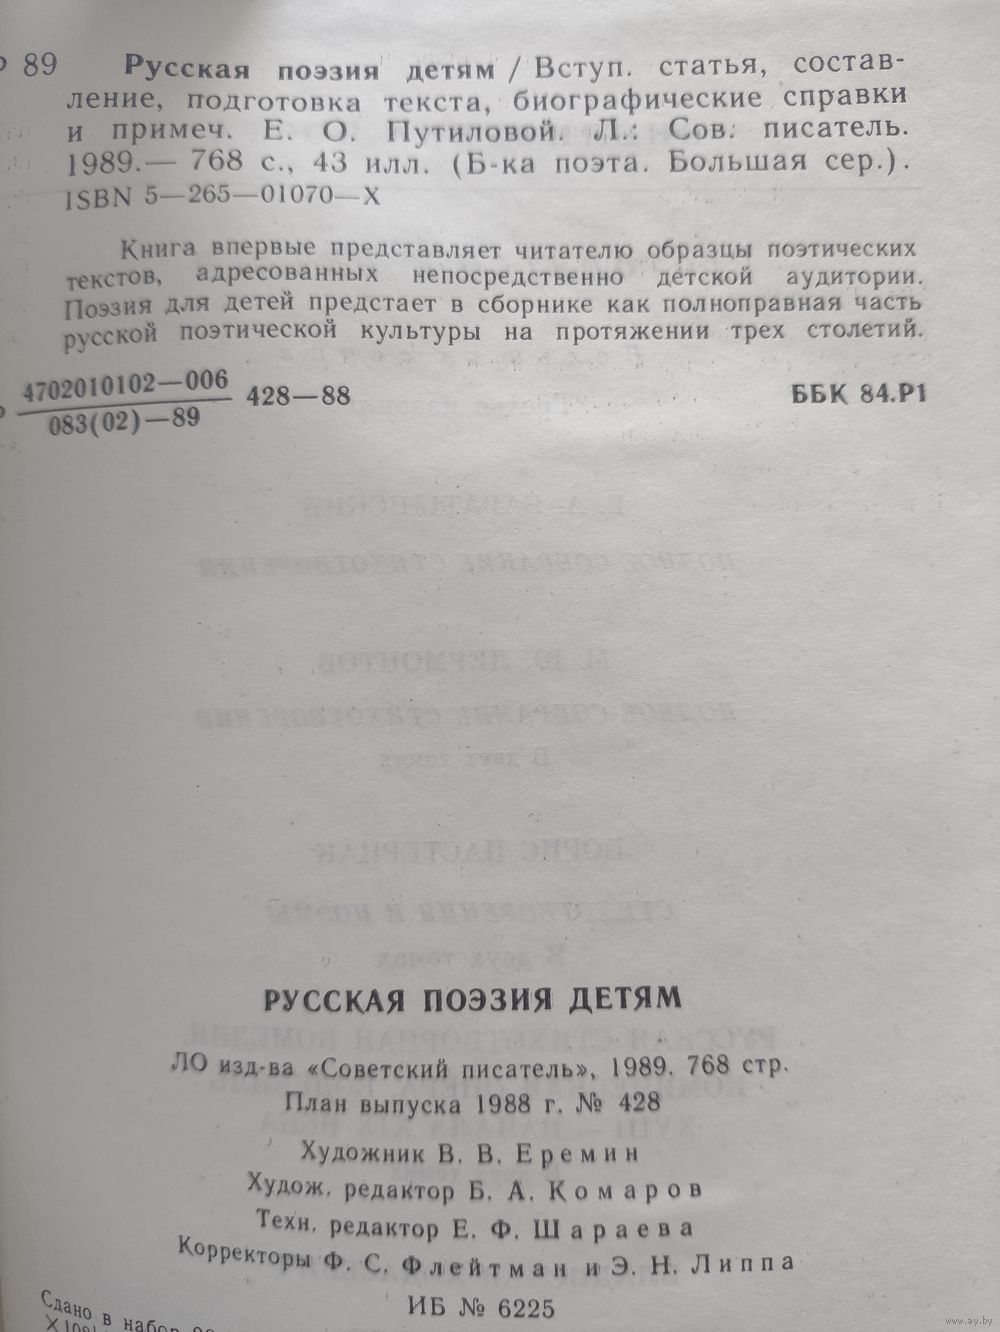 89 Русская поэзия детям / Вступ. статья, состав-
ление, подготовка текста, биографические справки
и примеч. Е. О. Путиловой. Л.: Сов. писатель.
1989.— 768 с., 43 илл. (Б-ка поэта. Большая сер.).
ISBN 5—265—01070—X
Книга впервые представляет читателю образцы поэтических
текстов, адресованных непосредственно детской аудитории.
Поэзия для детей предстает в сборнике как полноправная часть
русской поэтической культуры на протяжении трех столетий.
4702010102—006
083(02)—89
428—88
ББК 84.Р1
РУССКАЯ ПОЭЗИЯ ДЕТЯМ
ЛО изд-ва «Советский писатель», 1989. 768 стр.
План выпуска 1988 г. № 428
Художник В. В. Еремин
Худож. редактор Б. А. Комаров
Техн. редактор Е. Ф. Шараева
Корректоры Ф. С. Флейтман и Э. Н. Липпа
ИБ № 6225
Сдано в набор
www.ay.by